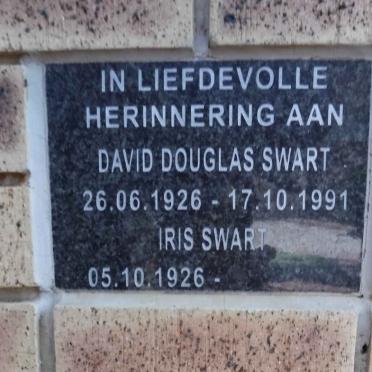 IN LIEFDEVOLLE
HERINNERING AAN
DAVID DOUGLAS SWART
26.06.1926 - 17.10.1991
IRIS SWART
05.10.1926 -